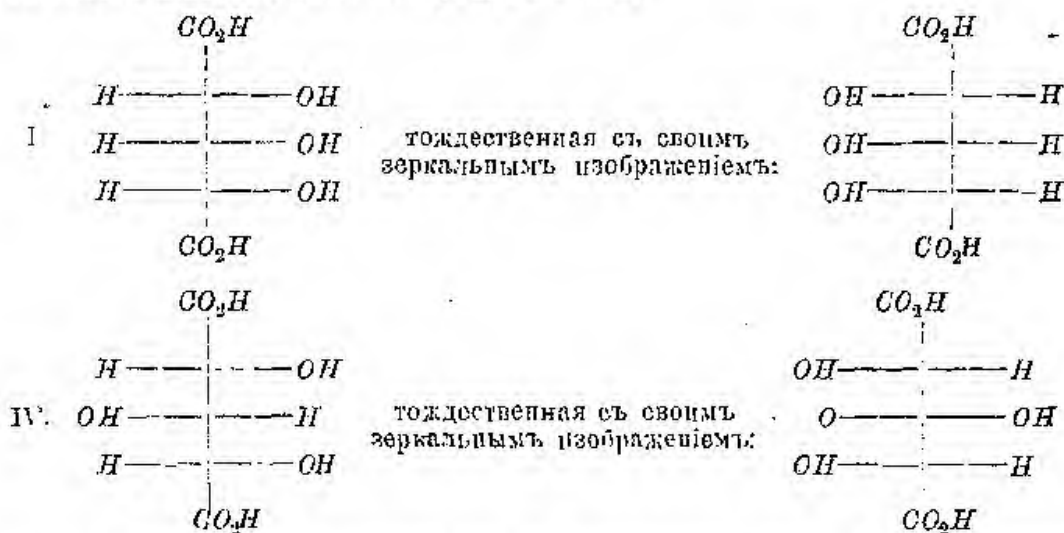 CO₂H CO₂H
H OH OH H
I H OH тождественная съ своимъ OH H
зеркальнымъ изображеніемъ:
H OH OH H
CO₂H CO₂H
CO₂H CO₂H
H OH OH H
IV. OH H тождественная съ своимъ O OH
зеркальнымъ изображеніемъ:
H OH OH H
CO₂H CO₂H